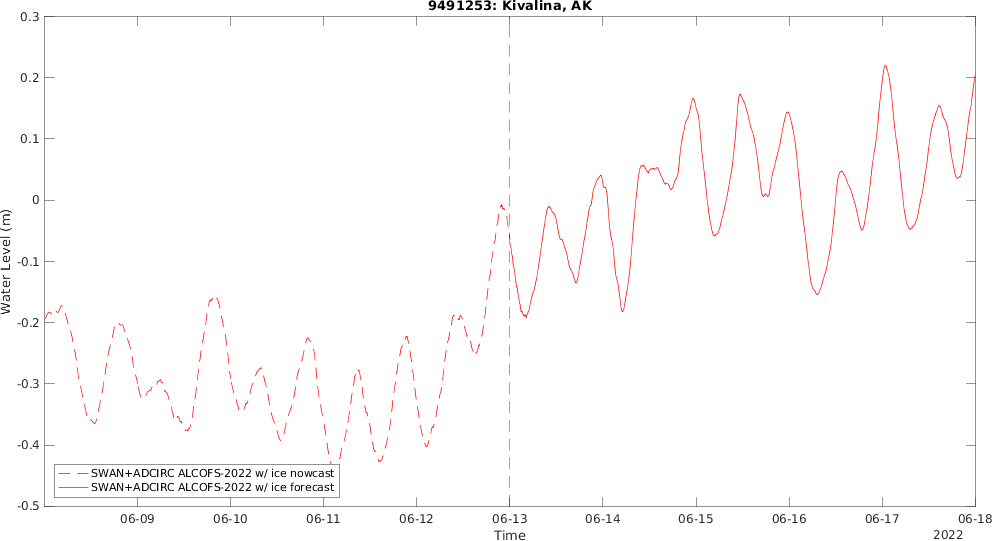 9491253: Kivalina, AK
0.3
0.2
0.1
0
-0.1
-0.2
-0.3
-0.4
-0.5
Water Level (m)
SWAN+ADCIRC ALCOFS-2022 w/ ice nowcast
SWAN+ADCIRC ALCOFS-2022 w/ ice forecast
06-09 06-10 06-11 06-12 06-13 06-14 06-15 06-16 06-17 06-18
Time
2022